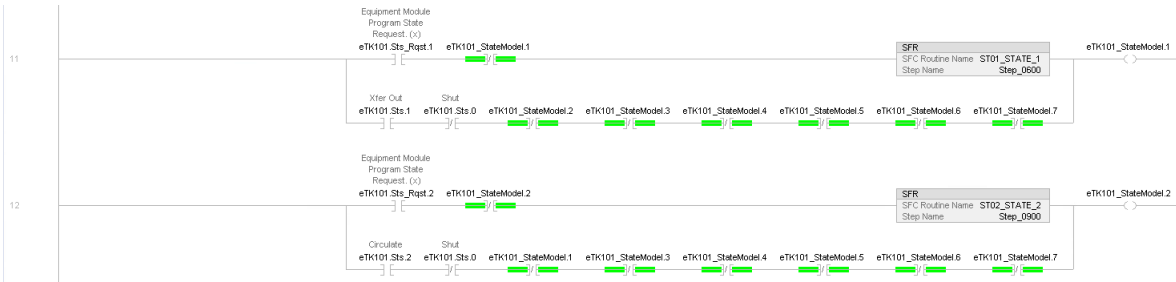 Equipment Module
Program State
Request. (x)
eTK101.Sts_Rqst.1 eTK101_StateModel.1 SFR eTK101_StateModel.1
11 SFC Routine Name ST01_STATE_1
Step Name Step_0600
Xfer Out Shut
eTK101.Sts.1 eTK101.Sts.0 eTK101_StateModel.2 eTK101_StateModel.3 eTK101_StateModel.4 eTK101_StateModel.5 eTK101_StateModel.6 eTK101_StateModel.7
Equipment Module
Program State
Request. (x)
eTK101.Sts_Rqst.2 eTK101_StateModel.2 SFR eTK101_StateModel.2
12 SFC Routine Name ST02_STATE_2
Step Name Step_0900
Circulate Shut
eTK101.Sts.2 eTK101.Sts.0 eTK101_StateModel.1 eTK101_StateModel.3 eTK101_StateModel.4 eTK101_StateModel.5 eTK101_StateModel.6 eTK101_StateModel.7